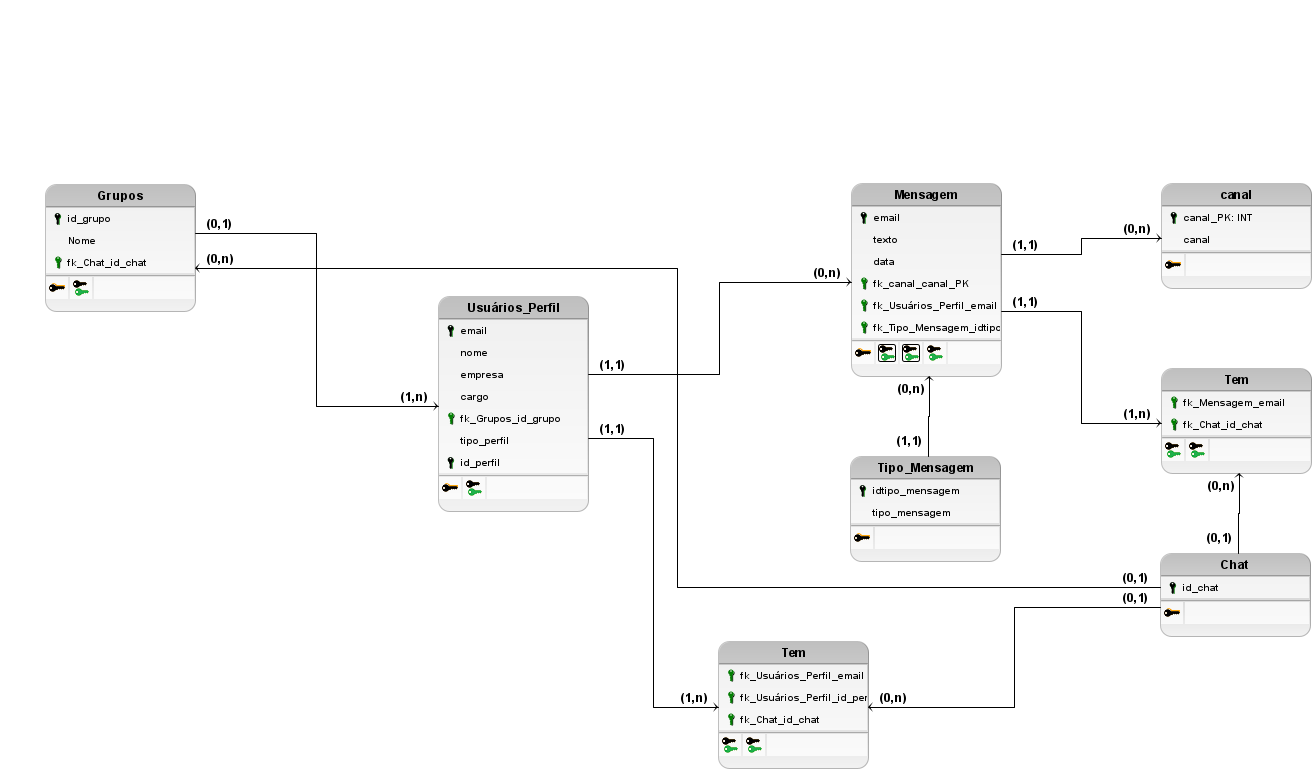 Grupos
id_grupo
Nome
fk_Chat_id_chat
(0,1)
(0,n)
Usuários_Perfil
email
nome
empresa
cargo
fk_Grupos_id_grupo
tipo_perfil
id_perfil
(1,n)
(1,1)
(1,1)
Mensagem
email
texto
data
fk_canal_canal_PK
fk_Usuários_Perfil_email
fk_Tipo_Mensagem_idtipo
(0,n)
(1,1)
(1,1)
(0,n)
(1,1)
Tipo_Mensagem
idtipo_mensagem
tipo_mensagem
canal
canal_PK: INT
canal
(0,n)
Tem
fk_Mensagem_email
fk_Chat_id_chat
(1,n)
(0,n)
(0,1)
Chat
id_chat
(0,1)
(0,1)
Tem
fk_Usuários_Perfil_email
fk_Usuários_Perfil_id_per
fk_Chat_id_chat
(1,n)
(0,n)